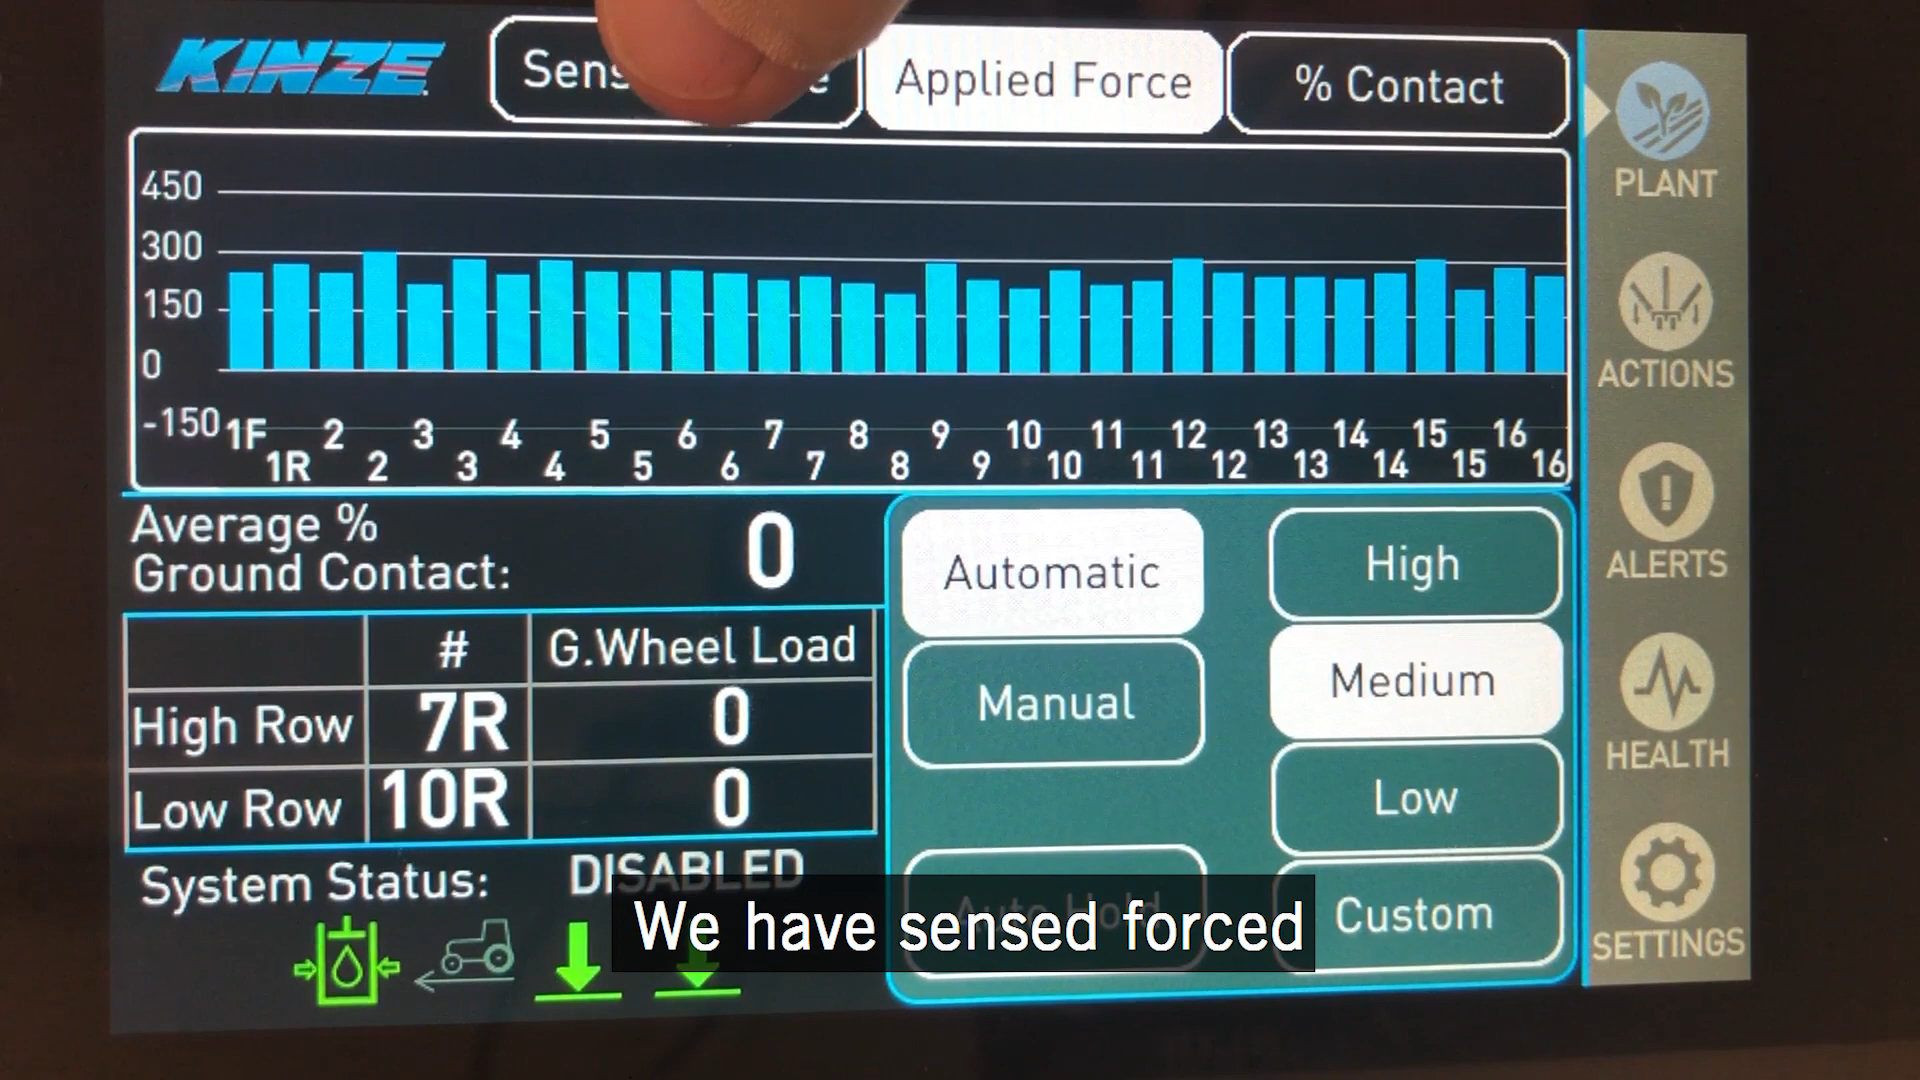 KINZE
Sens e
Applied Force
% Contact
450
300
150
0
-150
1F 2 3 4 5 6 7 8 9 10 11 12 13 14 15 16
1R 2 3 4 5 6 7 8 9 10 11 12 13 14 15 16
Average %
Ground Contact: 0
# G.Wheel Load
High Row 7R 0
Low Row 10R 0
System Status: DISABLED
Automatic
Manual
Auto Hold
High
Medium
Low
Custom
PLANT
ACTIONS
ALERTS
HEALTH
SETTINGS
We have sensed forced